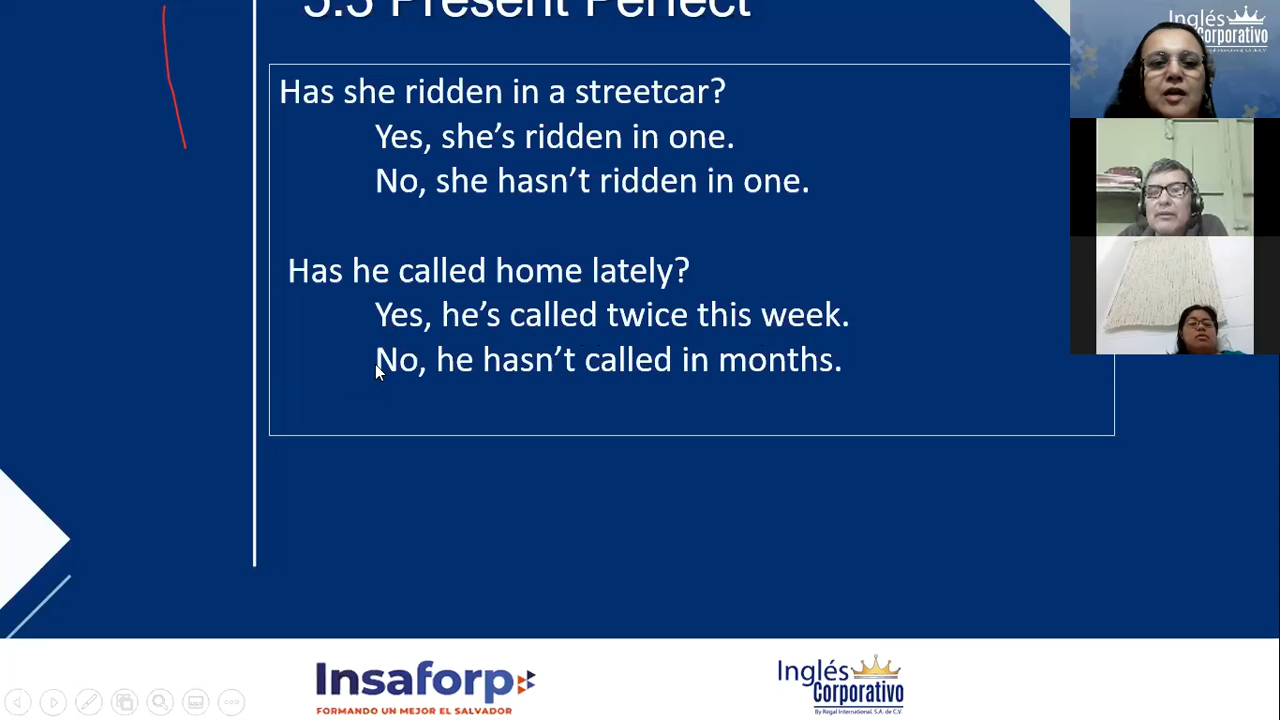 5.5 Present Perfect
Has she ridden in a streetcar?
Yes, she's ridden in one.
No, she hasn't ridden in one.
Has he called home lately?
Yes, he's called twice this week.
No, he hasn't called in months.
Inglés
Corporativo
Insaforp
FORMANDO UN MEJOR EL SALVADOR
Inglés
Corporativo
By Regal International, S.A. de C.V.